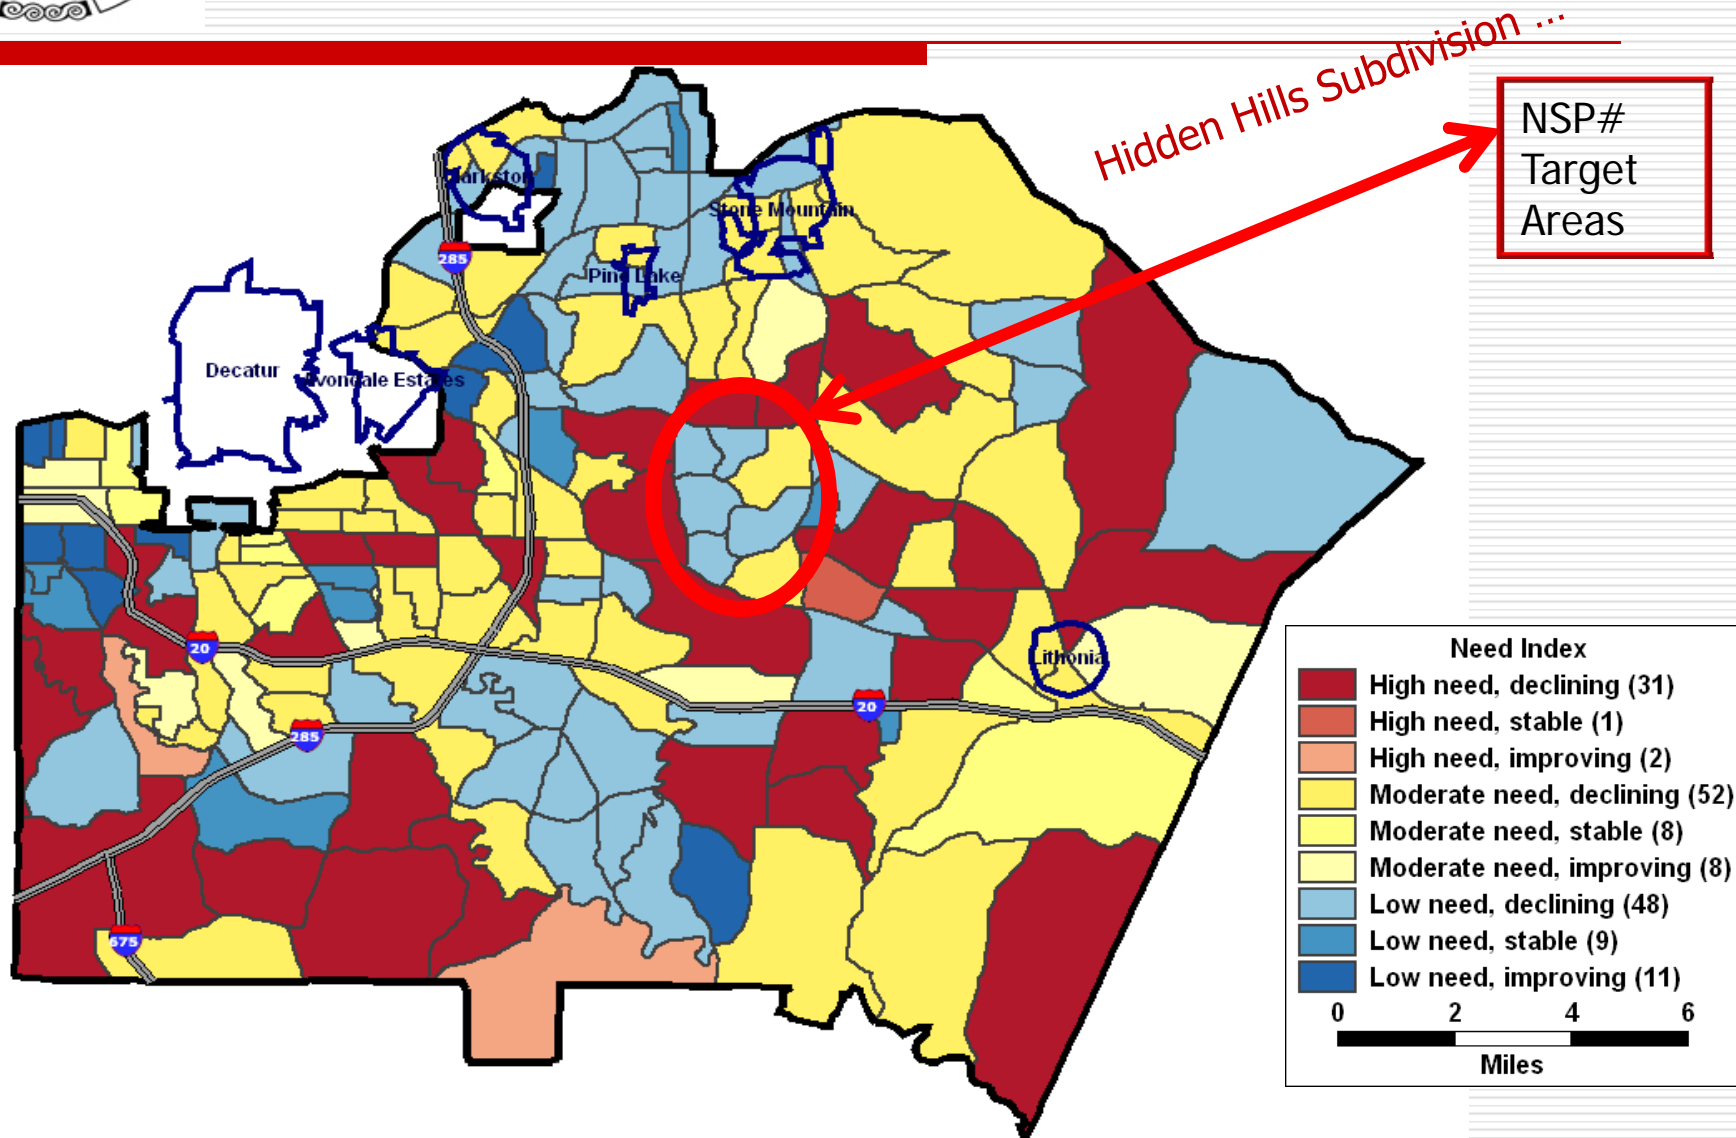 Hidden Hills Subdivision ...
NSP#
Target
Areas
Clarkston
285
Stone Mountain
Pine Lake
Decatur
Avondale Estates
20
Lithonia
20
285
675
Need Index
High need, declining (31)
High need, stable (1)
High need, improving (2)
Moderate need, declining (52)
Moderate need, stable (8)
Moderate need, improving (8)
Low need, declining (48)
Low need, stable (9)
Low need, improving (11)
0 2 4 6
Miles